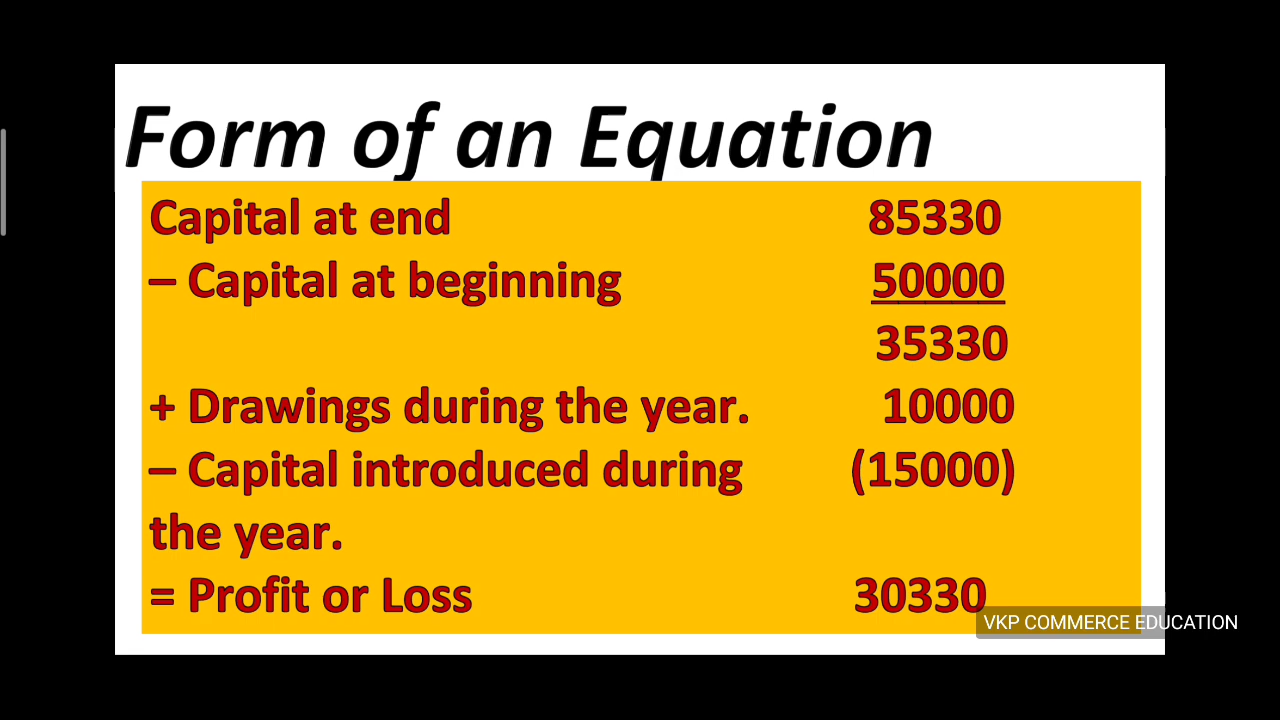 Form of an Equation
Capital at end 85330
– Capital at beginning 50000
35330
+ Drawings during the year. 10000
– Capital introduced during (15000)
the year.
= Profit or Loss 30330
VKP COMMERCE EDUCATION